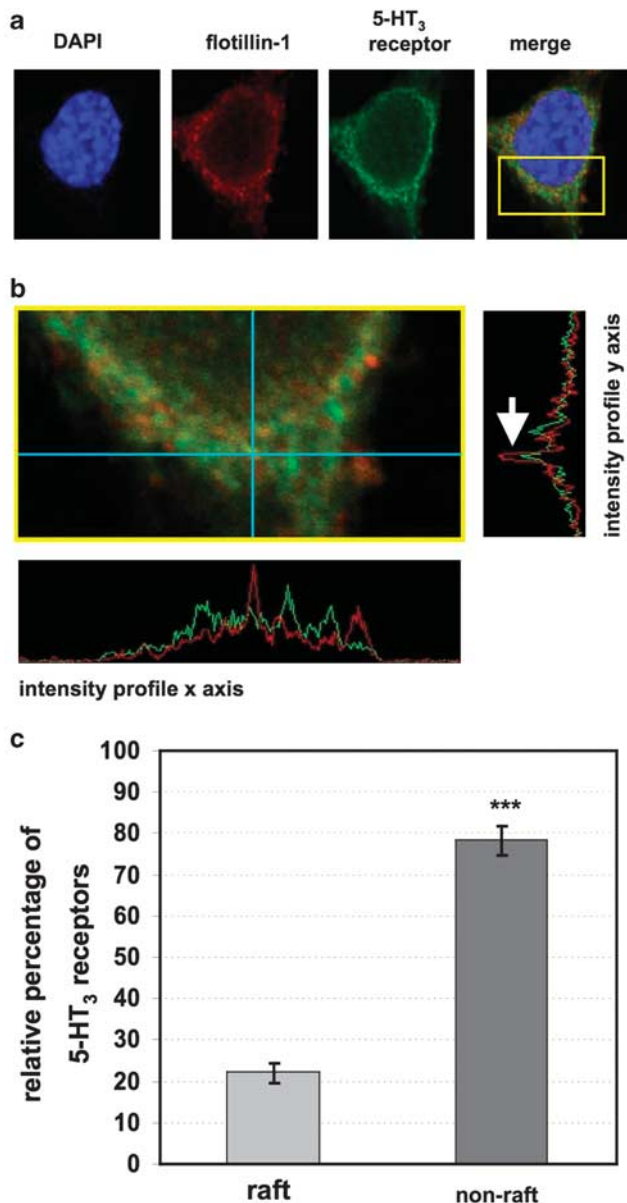 a
DAPI
flotillin-1
5-HT₃
receptor
merge
b
intensity profile y axis
intensity profile x axis
c
relative percentage of
5-HT₃ receptors
100
90
80
70
60
50
40
30
20
10
0
***
raft
non-raft